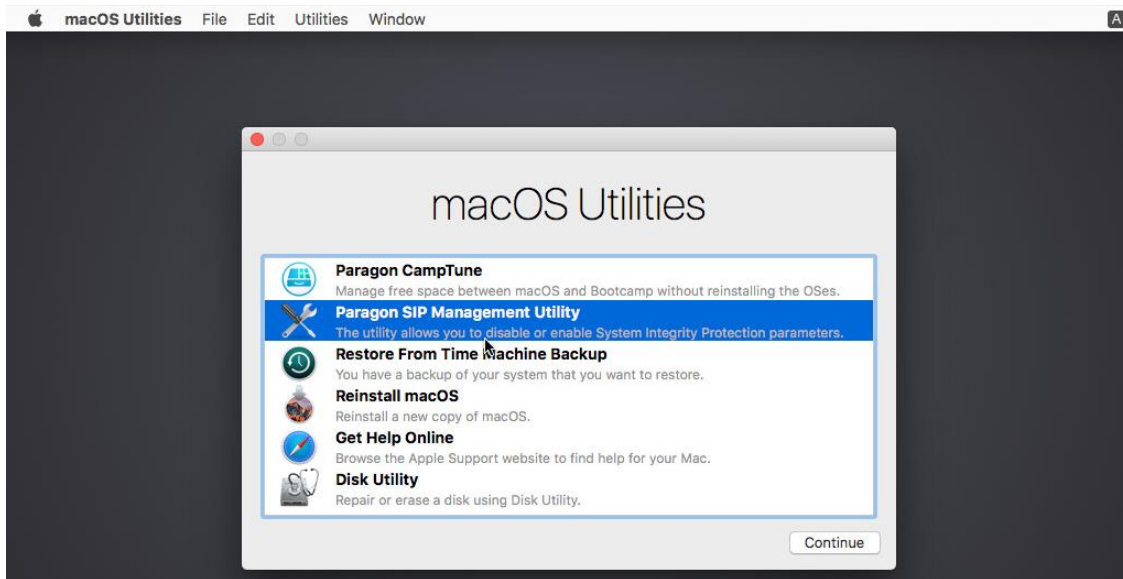 macOS Utilities File Edit Utilities Window A
macOS Utilities
Paragon CampTune
Manage free space between macOS and Bootcamp without reinstalling the OSes.
Paragon SIP Management Utility
The utility allows you to disable or enable System Integrity Protection parameters.
Restore From Time Machine Backup
You have a backup of your system that you want to restore.
Reinstall macOS
Reinstall a new copy of macOS.
Get Help Online
Browse the Apple Support website to find help for your Mac.
Disk Utility
Repair or erase a disk using Disk Utility.
Continue